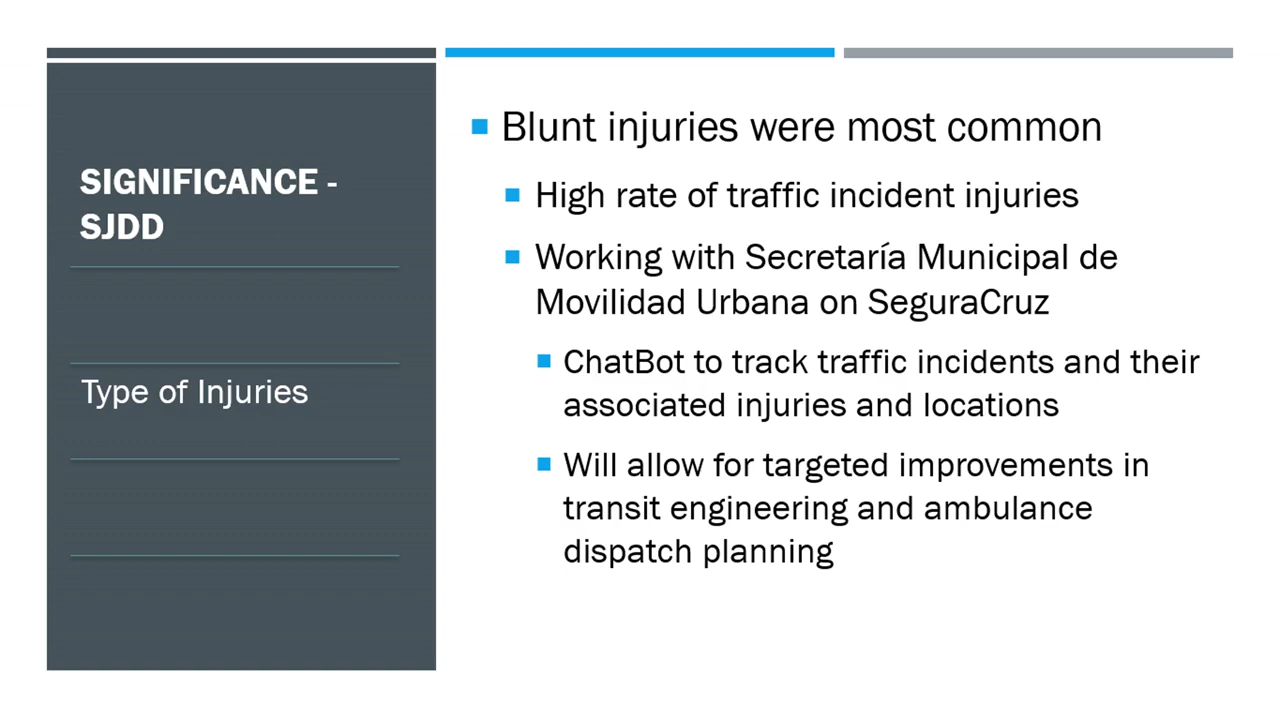 SIGNIFICANCE -
SJDD
Type of Injuries
Blunt injuries were most common
High rate of traffic incident injuries
Working with Secretaría Municipal de
Movilidad Urbana on SeguraCruz
ChatBot to track traffic incidents and their
associated injuries and locations
Will allow for targeted improvements in
transit engineering and ambulance
dispatch planning